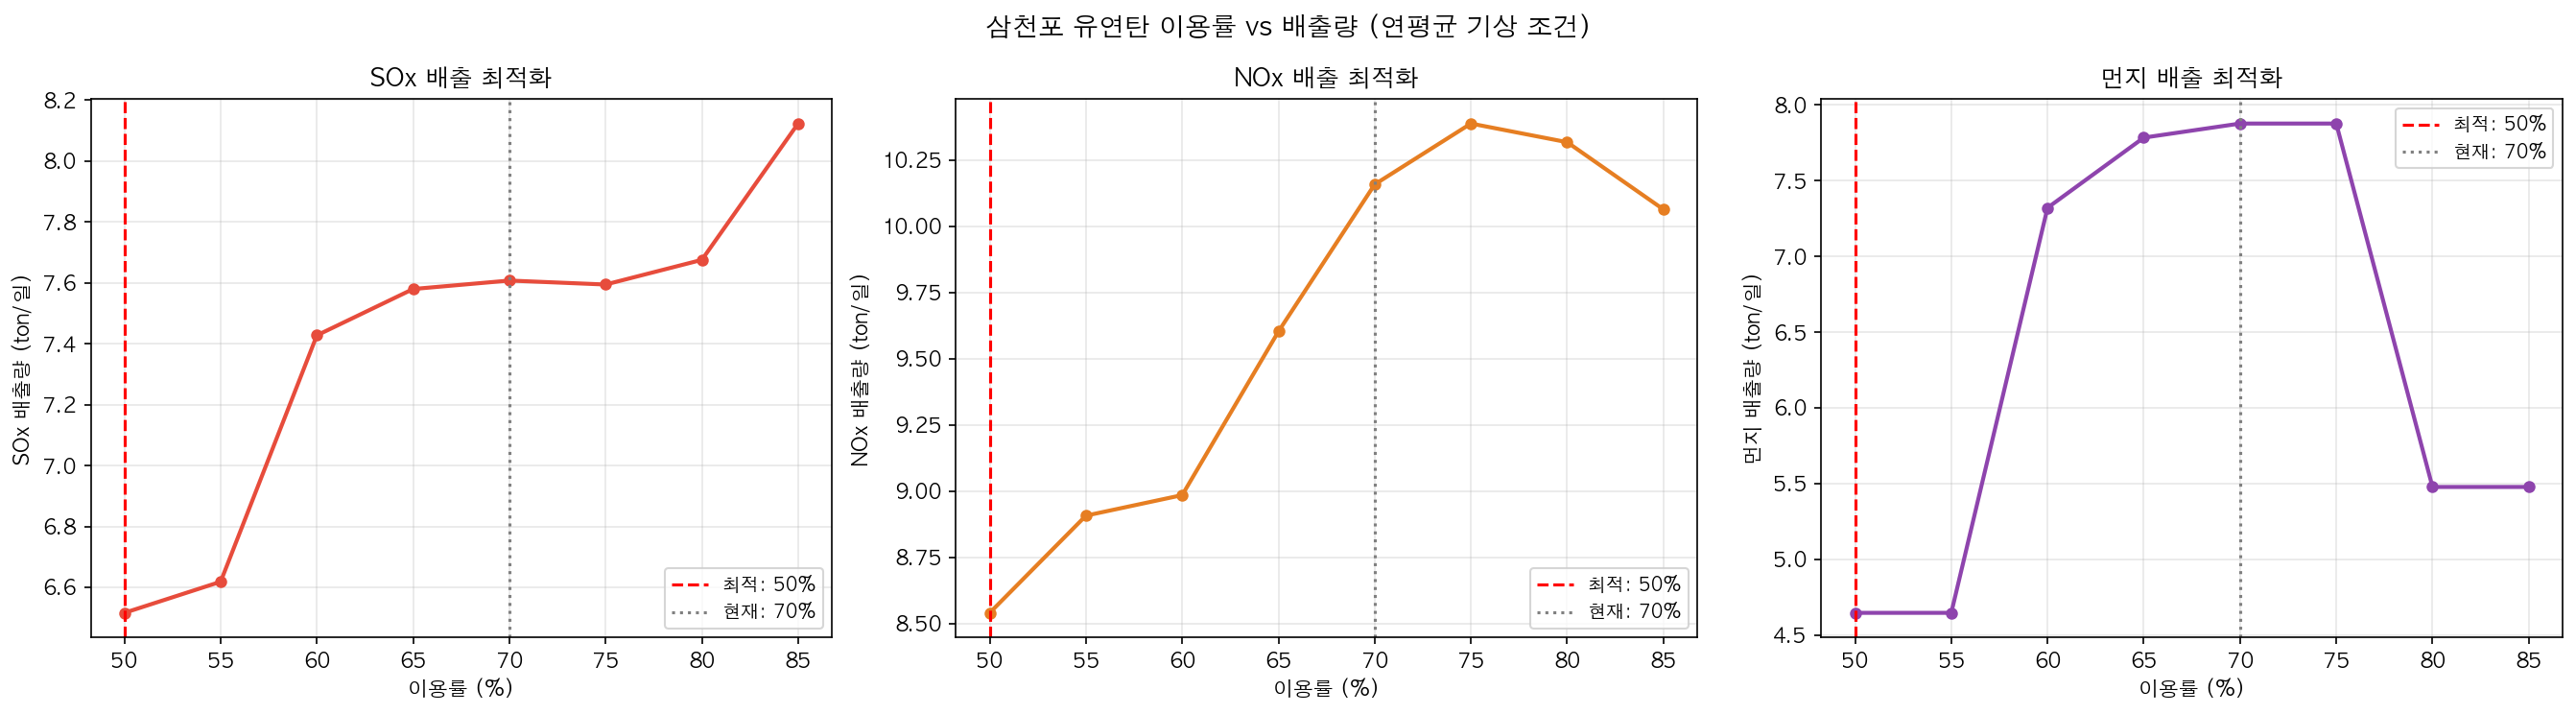 삼천포 유연탄 이용률 vs 배출량 (연평균 기상 조건)
SOx 배출 최적화
SOx 배출량 (ton/일)
8.2
8.0
7.8
7.6
7.4
7.2
7.0
6.8
6.6
최적: 50%
현재: 70%
50 55 60 65 70 75 80 85
이용률 (%)
NOx 배출 최적화
NOx 배출량 (ton/일)
10.25
10.00
9.75
9.50
9.25
9.00
8.75
8.50
최적: 50%
현재: 70%
50 55 60 65 70 75 80 85
이용률 (%)
먼지 배출 최적화
먼지 배출량 (ton/일)
8.0
7.5
7.0
6.5
6.0
5.5
5.0
4.5
최적: 50%
현재: 70%
50 55 60 65 70 75 80 85
이용률 (%)